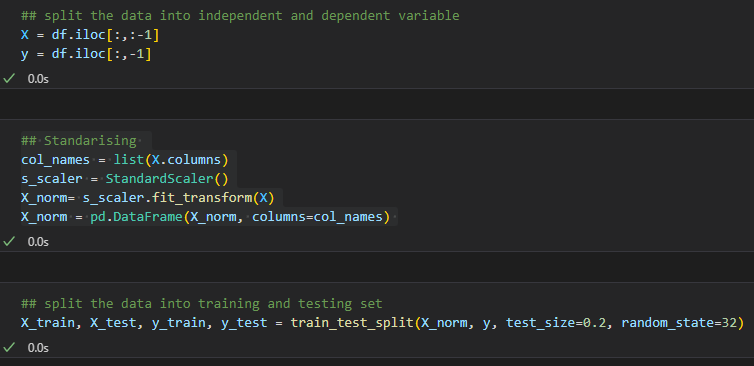 ## split the data into independent and dependent variable
X = df.iloc[:,:-1]
y = df.iloc[:,-1]
0.0s
## Standarising
col_names = list(X.columns)
s_scaler = StandardScaler()
X_norm= s_scaler.fit_transform(X)
X_norm = pd.DataFrame(X_norm, columns=col_names)
0.0s
## split the data into training and testing set
X_train, X_test, y_train, y_test = train_test_split(X_norm, y, test_size=0.2, random_state=32)
0.0s